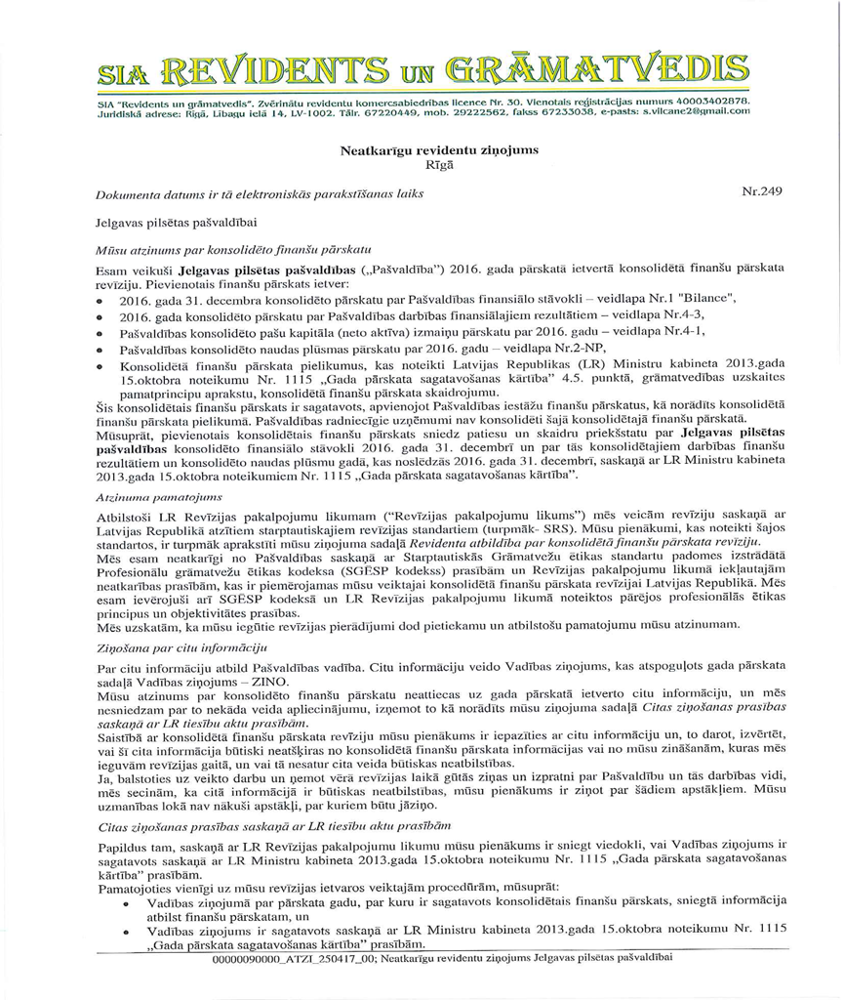 SIA REVIDENTS UN GRĀMATVEDIS
SIA "Revidents un grāmatvedis". Zvērinātu revidentu komercsabiedrības licence Nr. 30. Vienotais reģistrācijas numurs 40003402878.
Juridiskā adrese: Rīgā, Lībagu ielā 14, LV-1002. Tālr. 67220449, mob. 29222562, fakss 67233038, e-pasts: s.vilcane2@gmail.com
Neatkarīgu revidentu ziņojums
Rīgā
Dokumenta datums ir tā elektroniskās parakstīšanas laiks Nr.249
Jelgavas pilsētas pašvaldībai
Mūsu atzinums par konsolidēto finanšu pārskatu
Esam veikuši Jelgavas pilsētas pašvaldības („Pašvaldība”) 2016. gada pārskatā ietvertā konsolidētā finanšu pārskata
revīziju. Pievienotais finanšu pārskats ietver:
• 2016. gada 31. decembra konsolidēto pārskatu par Pašvaldības finansiālo stāvokli – veidlapa Nr.1 "Bilance",
• 2016. gada konsolidēto pārskatu par Pašvaldības darbības finansiālajiem rezultātiem – veidlapa Nr.4-3,
• Pašvaldības konsolidēto pašu kapitāla (neto aktīva) izmaiņu pārskatu par 2016. gadu – veidlapa Nr.4-1,
• Pašvaldības konsolidēto naudas plūsmas pārskatu par 2016. gadu – veidlapa Nr.2-NP,
• Konsolidētā finanšu pārskata pielikumus, kas noteikti Latvijas Republikas (LR) Ministru kabineta 2013.gada
15.oktobra noteikumu Nr. 1115 „Gada pārskata sagatavošanas kārtība” 4.5. punktā, grāmatvedības uzskaites
pamatprincipu aprakstu, konsolidētā finanšu pārskata skaidrojumu.
Šis konsolidētais finanšu pārskats ir sagatavots, apvienojot Pašvaldības iestāžu finanšu pārskatus, kā norādīts konsolidētā
finanšu pārskata pielikumā. Pašvaldības radniecīgie uzņēmumi nav konsolidēti šajā konsolidētajā finanšu pārskatā.
Mūsuprāt, pievienotais konsolidētais finanšu pārskats sniedz patiesu un skaidru priekšstatu par Jelgavas pilsētas
pašvaldības konsolidēto finansiālo stāvokli 2016. gada 31. decembrī un par tās konsolidētajiem darbības finanšu
rezultātiem un konsolidēto naudas plūsmu gadā, kas noslēdzās 2016. gada 31. decembrī, saskaņā ar LR Ministru kabineta
2013.gada 15.oktobra noteikumiem Nr. 1115 „Gada pārskata sagatavošanas kārtība”.
Atzinuma pamatojums
Atbilstoši LR Revīzijas pakalpojumu likumam (“Revīzijas pakalpojumu likums”) mēs veicām revīziju saskaņā ar
Latvijas Republikā atzītiem starptautiskajiem revīzijas standartiem (turpmāk- SRS). Mūsu pienākumi, kas noteikti šajos
standartos, ir turpmāk aprakstīti mūsu ziņojuma sadaļā Revidenta atbildība par konsolidētā finanšu pārskata revīziju.
Mēs esam neatkarīgi no Pašvaldības saskaņā ar Starptautiskās Grāmatvežu ētikas standartu padomes izstrādātā
Profesionālu grāmatvežu ētikas kodeksa (SGĒSP kodekss) prasībām un Revīzijas pakalpojumu likumā iekļautajām
neatkarības prasībām, kas ir piemērojamas mūsu veiktajai konsolidētā finanšu pārskata revīzijai Latvijas Republikā. Mēs
esam ievērojuši arī SGĒSP kodeksā un LR Revīzijas pakalpojumu likumā noteiktos pārējos profesionālās ētikas
principus un objektivitātes prasības.
Mēs uzskatām, ka mūsu iegūtie revīzijas pierādījumi dod pietiekamu un atbilstošu pamatojumu mūsu atzinumam.
Ziņošana par citu informāciju
Par citu informāciju atbild Pašvaldības vadība. Citu informāciju veido Vadības ziņojums, kas atspoguļots gada pārskata
sadaļā Vadības ziņojums – ZINO.
Mūsu atzinums par konsolidēto finanšu pārskatu neattiecas uz gada pārskatā ietverto citu informāciju, un mēs
nesniedzam par to nekāda veida apliecinājumu, izņemot to kā norādīts mūsu ziņojuma sadaļā Citas ziņošanas prasības
saskaņā ar LR tiesību aktu prasībām.
Saistībā ar konsolidētā finanšu pārskata revīziju mūsu pienākums ir iepazīties ar citu informāciju un, to darot, izvērtēt,
vai šī cita informācija būtiski neatšķiras no konsolidētā finanšu pārskata informācijas vai no mūsu zināšanām, kuras mēs
ieguvām revīzijas gaitā, un vai tā nesatur cita veida būtiskas neatbilstības.
Ja, balstoties uz veikto darbu un ņemot vērā revīzijas laikā gūtās ziņas un izpratni par Pašvaldību un tās darbības vidi,
mēs secinām, ka citā informācijā ir būtiskas neatbilstības, mūsu pienākums ir ziņot par šādiem apstākļiem. Mūsu
uzmanības lokā nav nākuši apstākļi, par kuriem būtu jāziņo.
Citas ziņošanas prasības saskaņā ar LR tiesību aktu prasībām
Papildus tam, saskaņā ar LR Revīzijas pakalpojumu likumu mūsu pienākums ir sniegt viedokli, vai Vadības ziņojums ir
sagatavots saskaņā ar LR Ministru kabineta 2013.gada 15.oktobra noteikumu Nr. 1115 „Gada pārskata sagatavošanas
kārtība” prasībām.
Pamatojoties vienīgi uz mūsu revīzijas ietvaros veiktajām procedūrām, mūsuprāt:
• Vadības ziņojumā par pārskata gadu, par kuru ir sagatavots konsolidētais finanšu pārskats, sniegtā informācija
atbilst finanšu pārskatam, un
• Vadības ziņojums ir sagatavots saskaņā ar LR Ministru kabineta 2013.gada 15.oktobra noteikumu Nr. 1115
„Gada pārskata sagatavošanas kārtība” prasībām.
00000090000_ATZI_250417_00; Neatkarīgu revidentu ziņojums Jelgavas pilsētas pašvaldībai